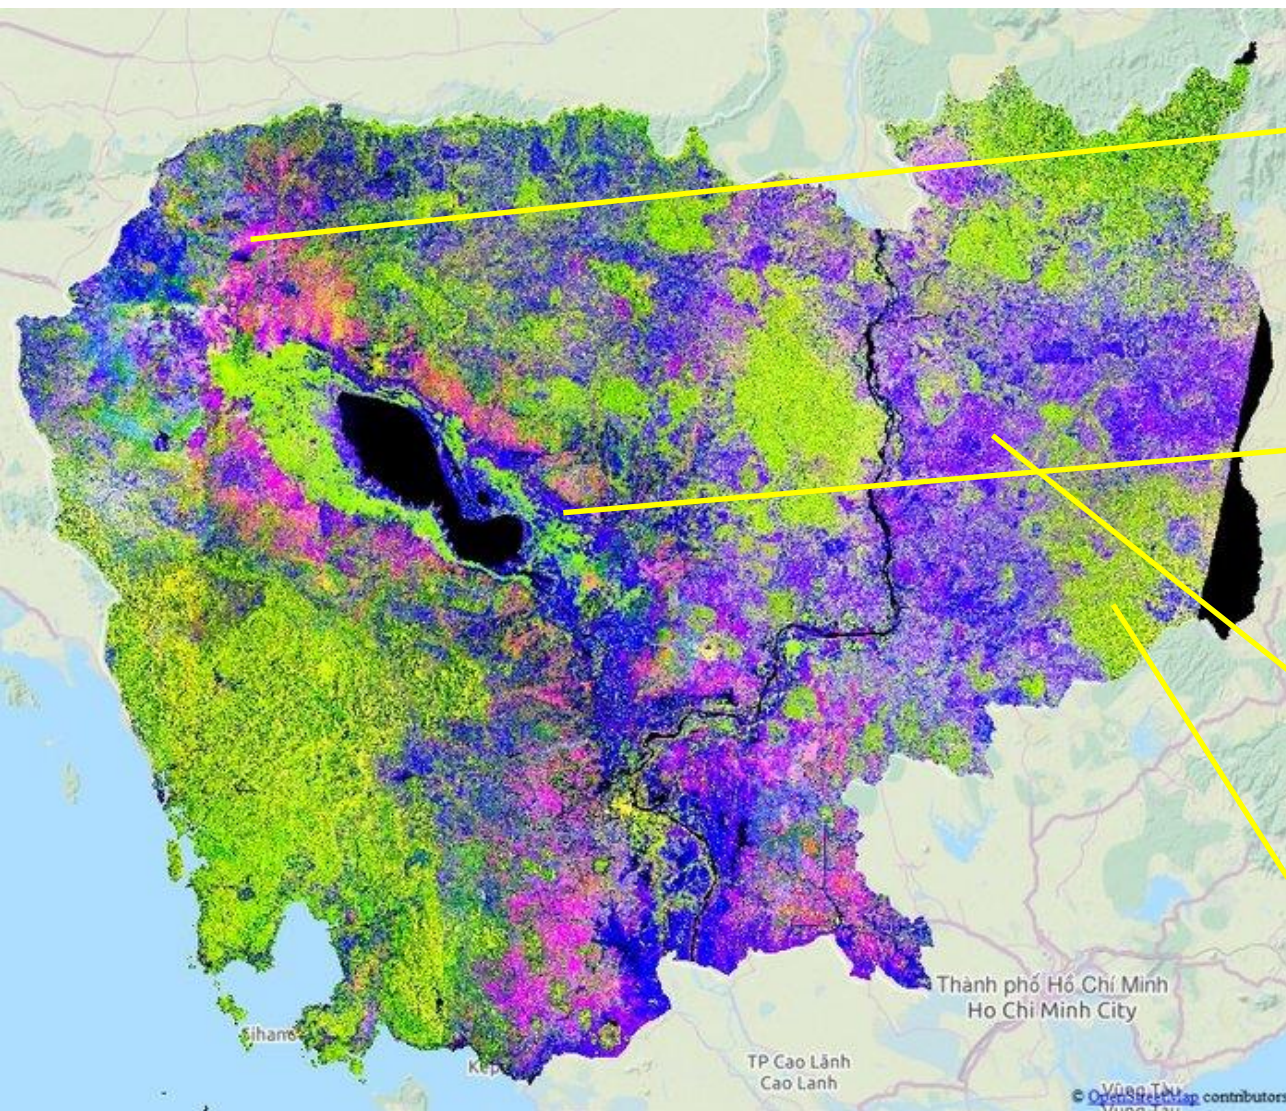 Thành phố Hồ Chí Minh
Ho Chi Minh City
TP Cao Lãnh
Cao Lanh
© OpenStreetMap contributors